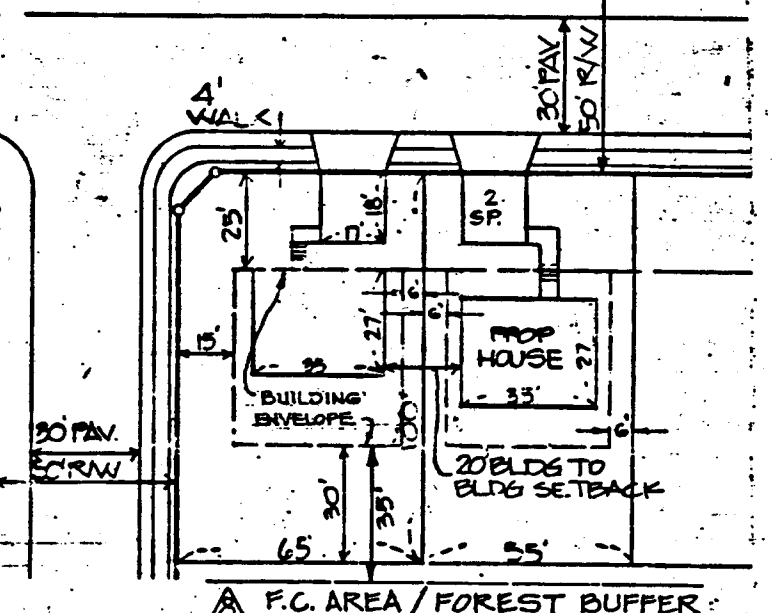 4'
WALK
30' PAV.
50' R/W
25'
18'
17'
2
SP.
6'
6'
15'
27'
35
PROP
HOUSE
27
35'
BUILDING
ENVELOPE
100'
6'
30' PAV.
50' R/W
20' BLDG TO
BLDG SETBACK
30'
35'
65'
55'
F.C. AREA / FOREST BUFFER